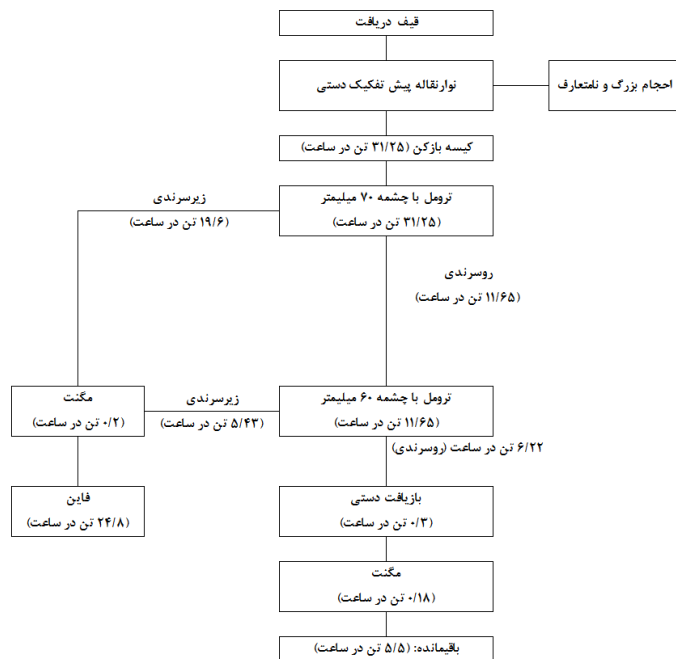 قیف دریافت
نوارنقاله پیش تفکیک دستی
احجام بزرگ و نامتعارف
کیسه بازکن (۳۱/۲۵ تن در ساعت)
ترومل با چشمه ۷۰ میلیمتر
(۳۱/۲۵ تن در ساعت)
زیرسرندی
(۱۹/۶ تن در ساعت)
روسرندی
(۱۱/۶۵ تن در ساعت)
ترومل با چشمه ۶۰ میلیمتر
(۱۱/۶۵ تن در ساعت)
زیرسرندی
(۵/۴۳ تن در ساعت)
مگنت
(۰/۲ تن در ساعت)
۶/۲۲ تن در ساعت (روسرندی)
بازیافت دستی
(۰/۳ تن در ساعت)
فاین
(۲۴/۸ تن در ساعت)
مگنت
(۰/۱۸ تن در ساعت)
باقیمانده: (۵/۵ تن در ساعت)